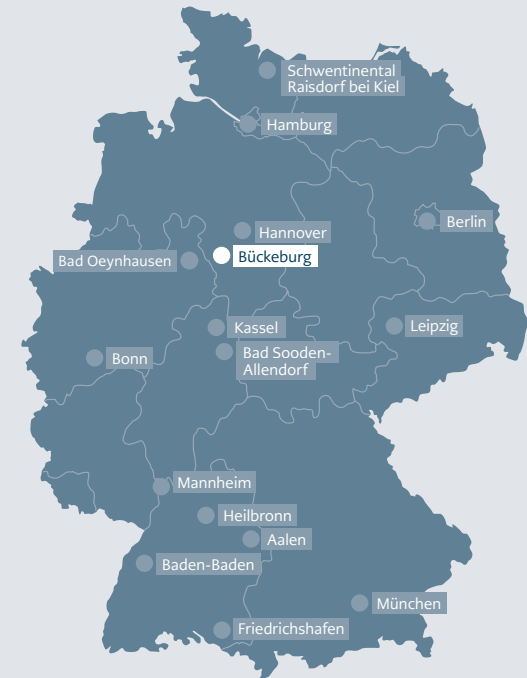 Schwentinental
Raisdorf bei Kiel
Hamburg
Berlin
Hannover
Bückeburg
Bad Oeynhausen
Kassel
Leipzig
Bad Sooden-
Allendorf
Bonn
Mannheim
Heilbronn
Aalen
Baden-Baden
München
Friedrichshafen